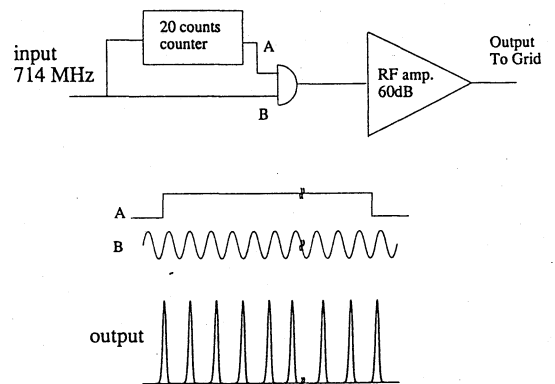 20 counts
counter
A
input
714 MHz
B
RF amp.
60dB
Output
To Grid
A
B
output